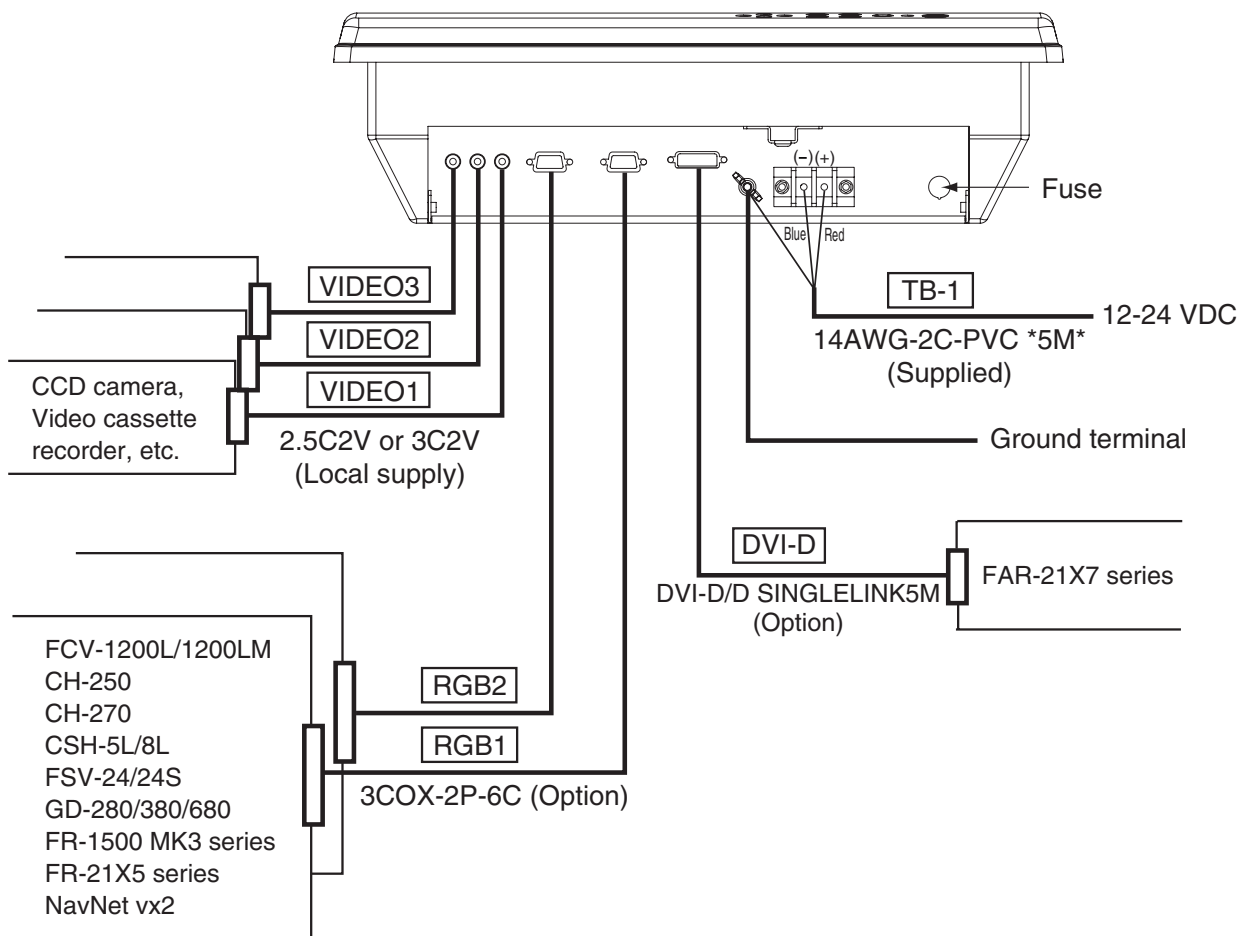 (-) (+)
Fuse
Blue Red
VIDEO3
TB-1
12-24 VDC
VIDEO2
14AWG-2C-PVC *5M*
(Supplied)
CCD camera,
Video cassette
recorder, etc.
VIDEO1
2.5C2V or 3C2V
(Local supply)
Ground terminal
DVI-D
FAR-21X7 series
DVI-D/D SINGLELINK5M
(Option)
FCV-1200L/1200LM
CH-250
CH-270
CSH-5L/8L
FSV-24/24S
GD-280/380/680
FR-1500 MK3 series
FR-21X5 series
NavNet vx2
RGB2
RGB1
3COX-2P-6C (Option)